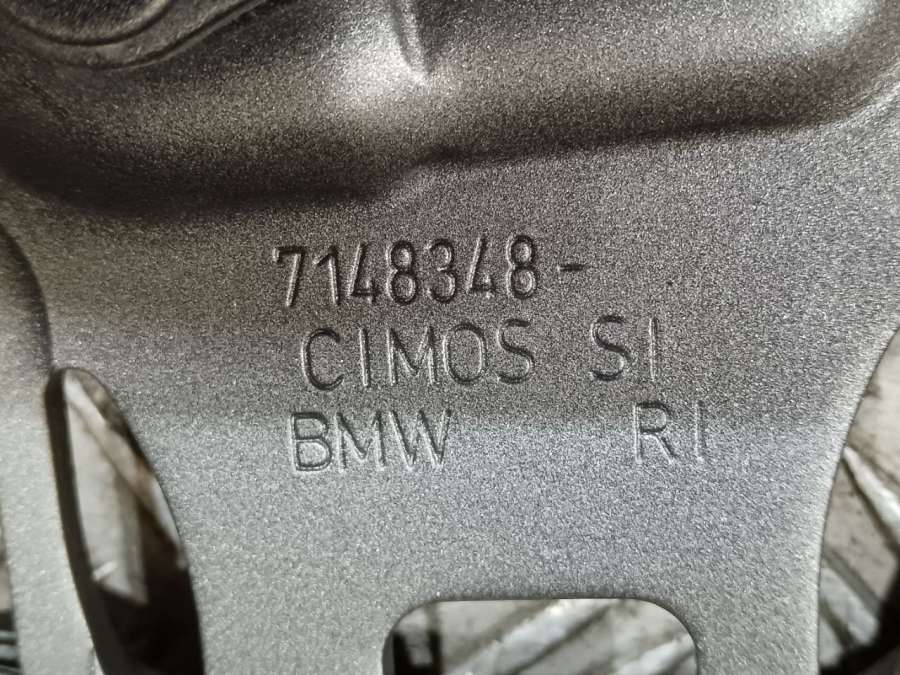 7148348-
CIMOS SI
BMW RI